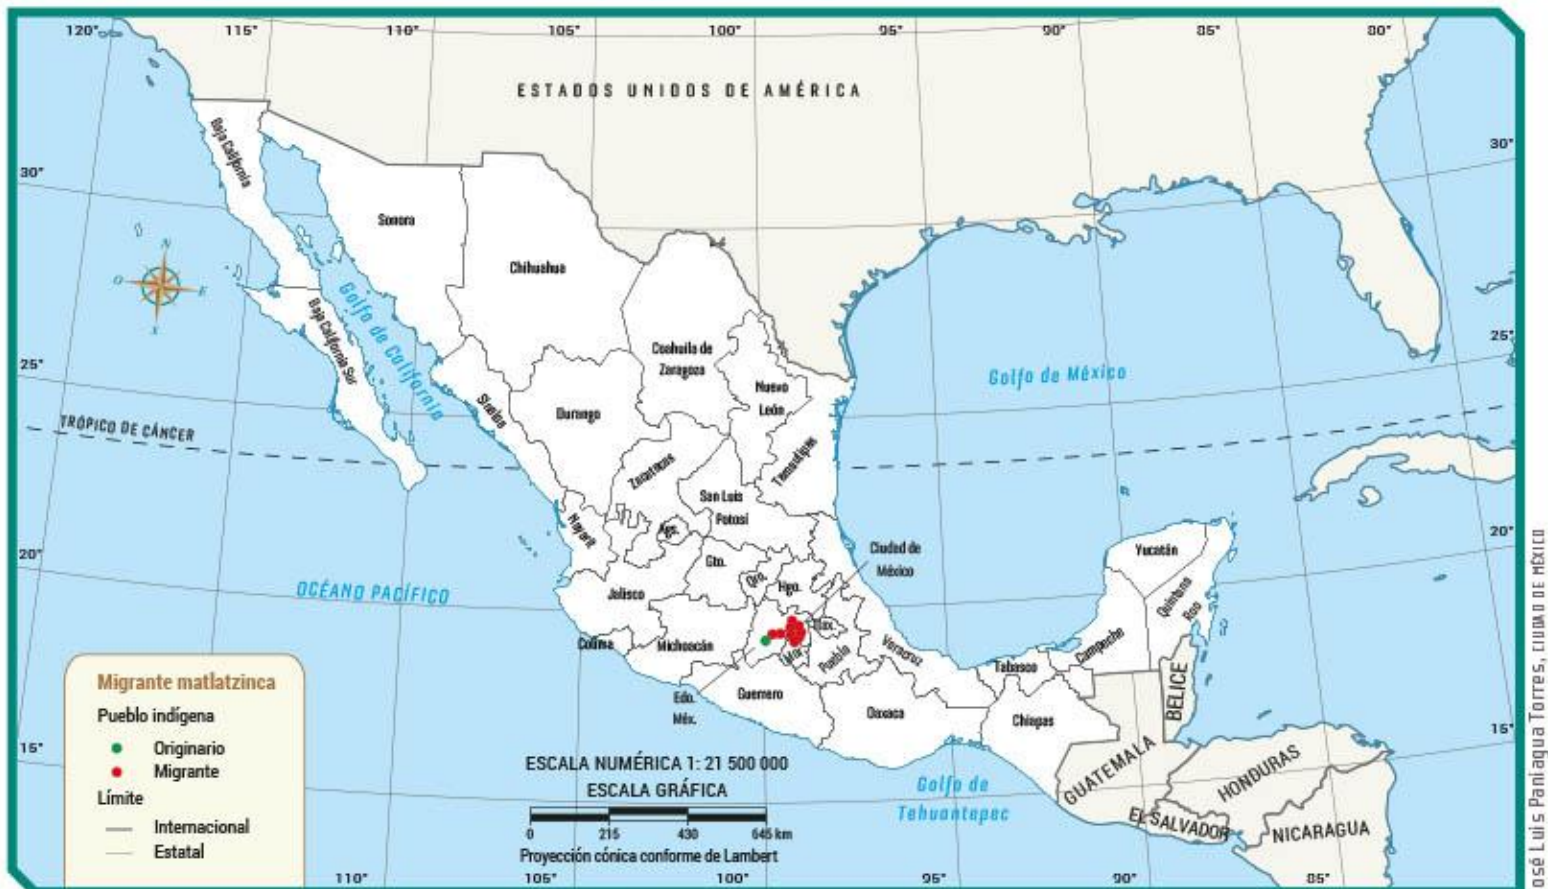 120°
115°
105°
100°
95°
90°
85°
80°
ESTADOS UNIDOS DE AMÉRICA
30°
30°
Baja California
Sonora
Chihuahua
N
O
E
Golfo de California
Baja California Sur
Coahuila de
Zaragoza
Nuevo
León
25°
25°
Golfo de México
Sinaloa
Durango
TRÓPICO DE CÁNCER
Zacatecas
Tamaulipas
San Luis
Potosí
Nayarit
Ags.
20°
20°
Ciudad de
México
Yucatán
Gto.
Qro.
Hgo.
Quintana
Roo
OCÉANO PACÍFICO
Jalisco
Tlax.
Colima
Michoacán
Mor.
Puebla
Veracruz
Tabasco
Campeche
Edo.
Méx.
Guerrero
Oaxaca
Chiapas
BELICE
15°
15°
GUATEMALA
HONDURAS
EL SALVADOR
NICARAGUA
Golfo de
Tehuantepec
Migrante matlatzinca
Pueblo indígena
Originario
Migrante
Límite
Internacional
Estatal
ESCALA NUMÉRICA 1: 21 500 000
ESCALA GRÁFICA
0 215 430 645 km
Proyección cónica conforme de Lambert
110°
105°
100°
95°
90°
85°
osé Luis Paniagua Torres, CIUDAD DE MÉXICO